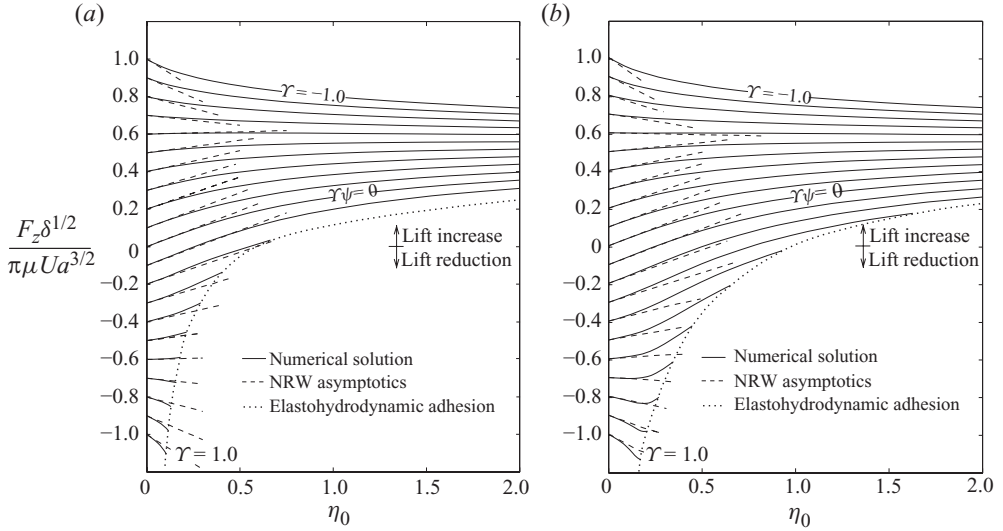 (a)
(b)
F_z δ^{1/2}
πμUa^{3/2}
1.0
0.8
0.6
0.4
0.2
0
−0.2
−0.4
−0.6
−0.8
−1.0
ϒ = −1.0
ϒψ = 0
Lift increase
Lift reduction
Numerical solution
NRW asymptotics
Elastohydrodynamic adhesion
ϒ = 1.0
0 0.5 1.0 1.5 2.0
η_0
1.0
0.8
0.6
0.4
0.2
0
−0.2
−0.4
−0.6
−0.8
−1.0
ϒ = −1.0
ϒψ = 0
Lift increase
Lift reduction
Numerical solution
NRW asymptotics
Elastohydrodynamic adhesion
ϒ = 1.0
0 0.5 1.0 1.5 2.0
η_0